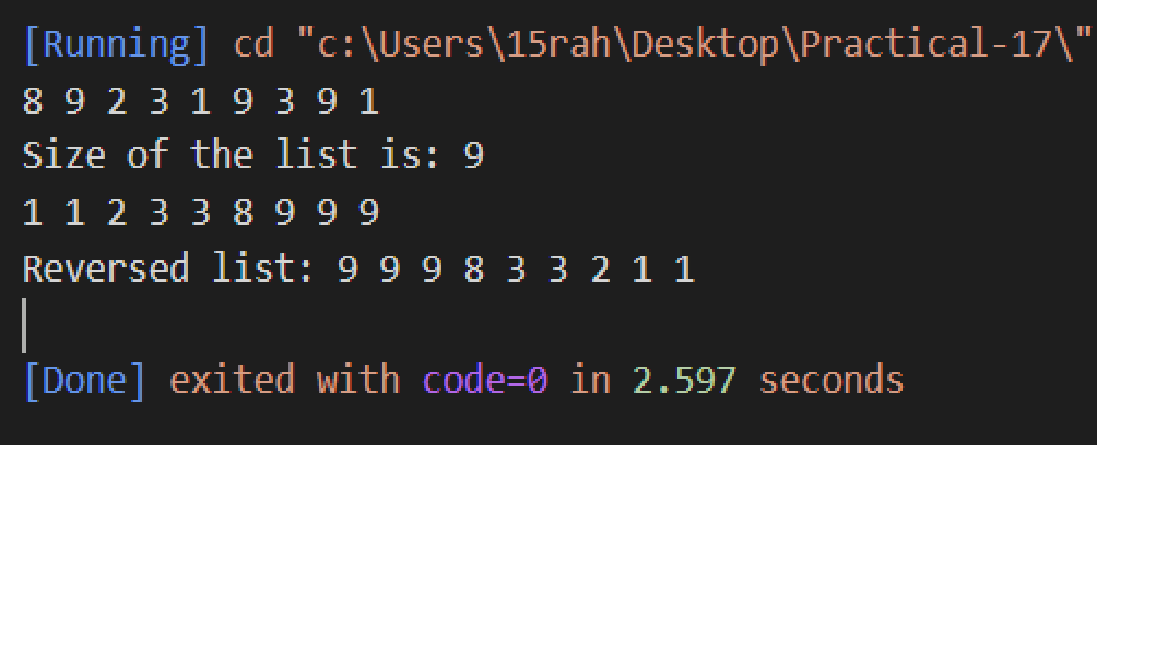 [Running] cd "c:\Users\15rah\Desktop\Practical-17\"
8 9 2 3 1 9 3 9 1
Size of the list is: 9
1 1 2 3 3 8 9 9 9
Reversed list: 9 9 9 8 3 3 2 1 1
[Done] exited with code=0 in 2.597 seconds